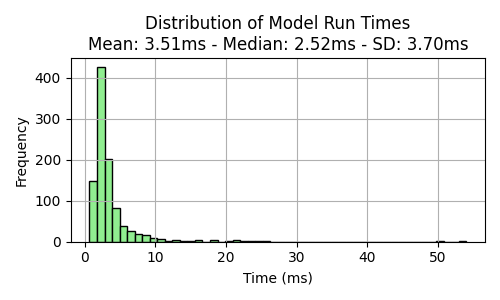 Distribution of Model Run Times
Mean: 3.51ms - Median: 2.52ms - SD: 3.70ms
Frequency
400
300
200
100
0
0 10 20 30 40 50
Time (ms)